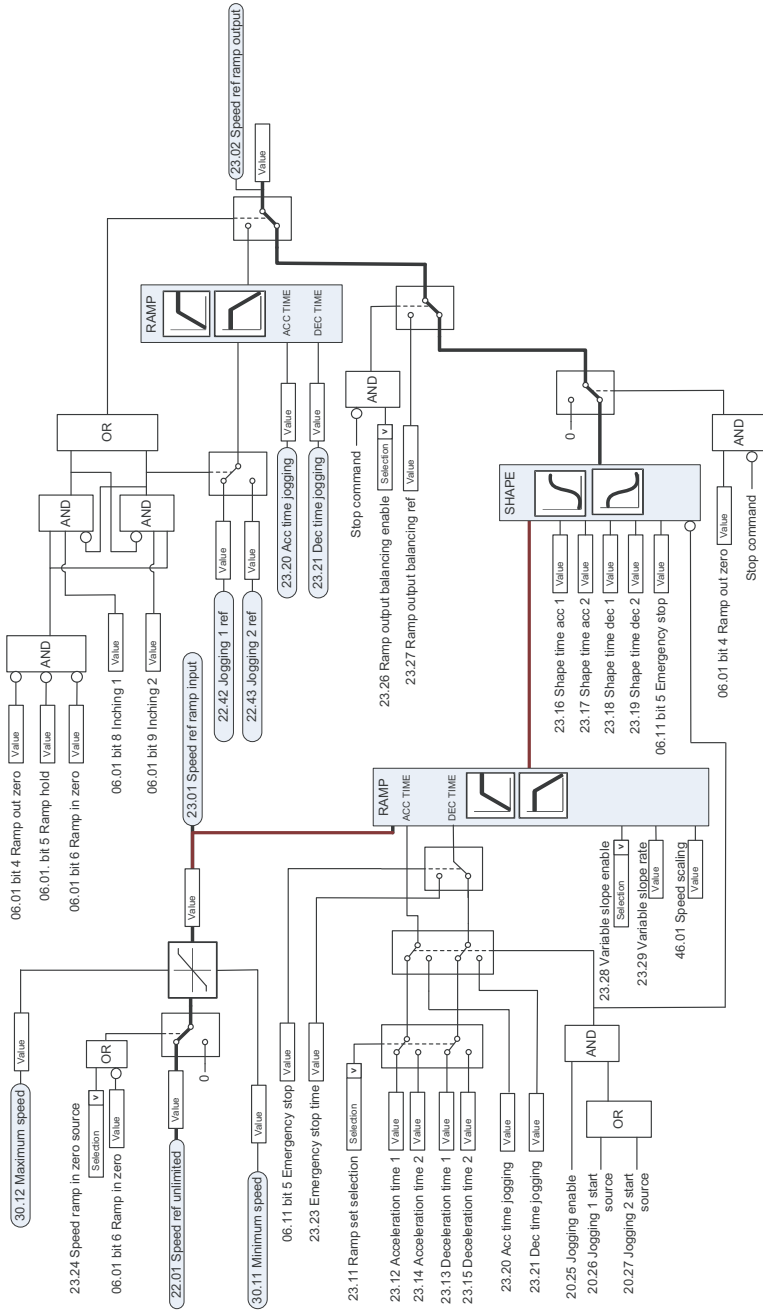 30.12 Maximum speed
Value
23.24 Speed ramp in zero source
Selection
v
OR
06.01 bit 6 Ramp in zero
Value
22.01 Speed ref unlimited
Value
0
30.11 Minimum speed
Value
Value
23.01 Speed ref ramp input
06.01 bit 4 Ramp out zero
Value
06.01. bit 5 Ramp hold
Value
06.01 bit 6 Ramp in zero
Value
AND
06.01 bit 8 Inching 1
Value
06.01 bit 9 Inching 2
Value
AND
AND
OR
22.42 Jogging 1 ref
Value
22.43 Jogging 2 ref
Value
23.20 Acc time jogging
Value
23.21 Dec time jogging
Value
RAMP
ACC TIME
DEC TIME
23.02 Speed ref ramp output
Value
Stop command
AND
23.26 Ramp output balancing enable
Selection
v
23.27 Ramp output balancing ref
Value
06.11 bit 5 Emergency stop
Value
23.23 Emergency stop time
Value
23.11 Ramp set selection
Selection
v
23.12 Acceleration time 1
Value
23.14 Acceleration time 2
Value
23.13 Deceleration time 1
Value
23.15 Deceleration time 2
Value
23.20 Acc time jogging
Value
23.21 Dec time jogging
Value
20.25 Jogging enable
AND
20.26 Jogging 1 start
source
OR
20.27 Jogging 2 start
source
RAMP
ACC TIME
DEC TIME
23.28 Variable slope enable
Selection
v
23.29 Variable slope rate
Value
46.01 Speed scaling
Value
SHAPE
0
23.16 Shape time acc 1
Value
23.17 Shape time acc 2
Value
23.18 Shape time dec 1
Value
23.19 Shape time dec 2
Value
06.11 bit 5 Emergency stop
Value
06.01 bit 4 Ramp out zero
Value
AND
Stop command